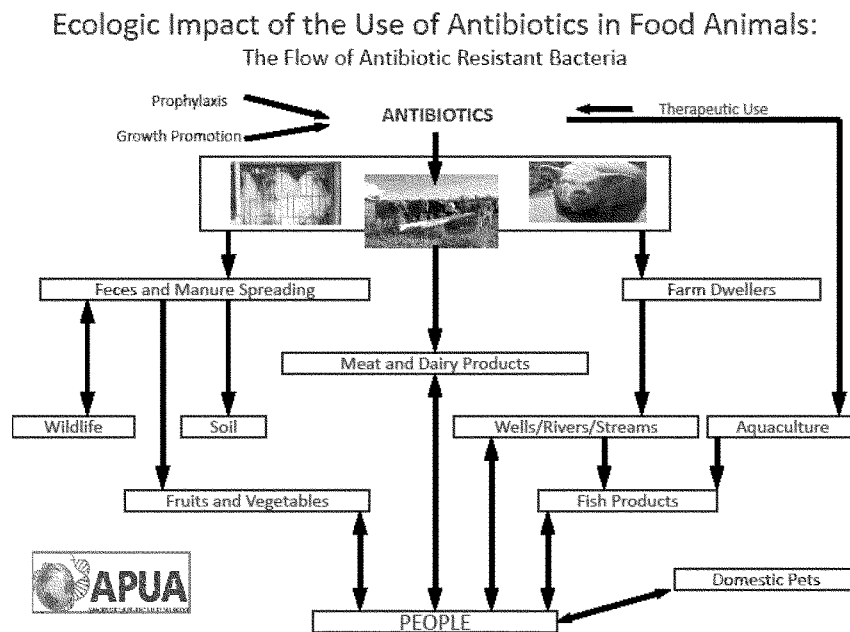 Ecologic Impact of the Use of Antibiotics in Food Animals:
The Flow of Antibiotic Resistant Bacteria
Prophylaxis
ANTIBIOTICS
Therapeutic Use
Growth Promotion
Feces and Manure Spreading
Farm Dwellers
Meat and Dairy Products
Wildlife
Soil
Wells/Rivers/Streams
Aquaculture
Fruits and Vegetables
Fish Products
APUA
Domestic Pets
PEOPLE